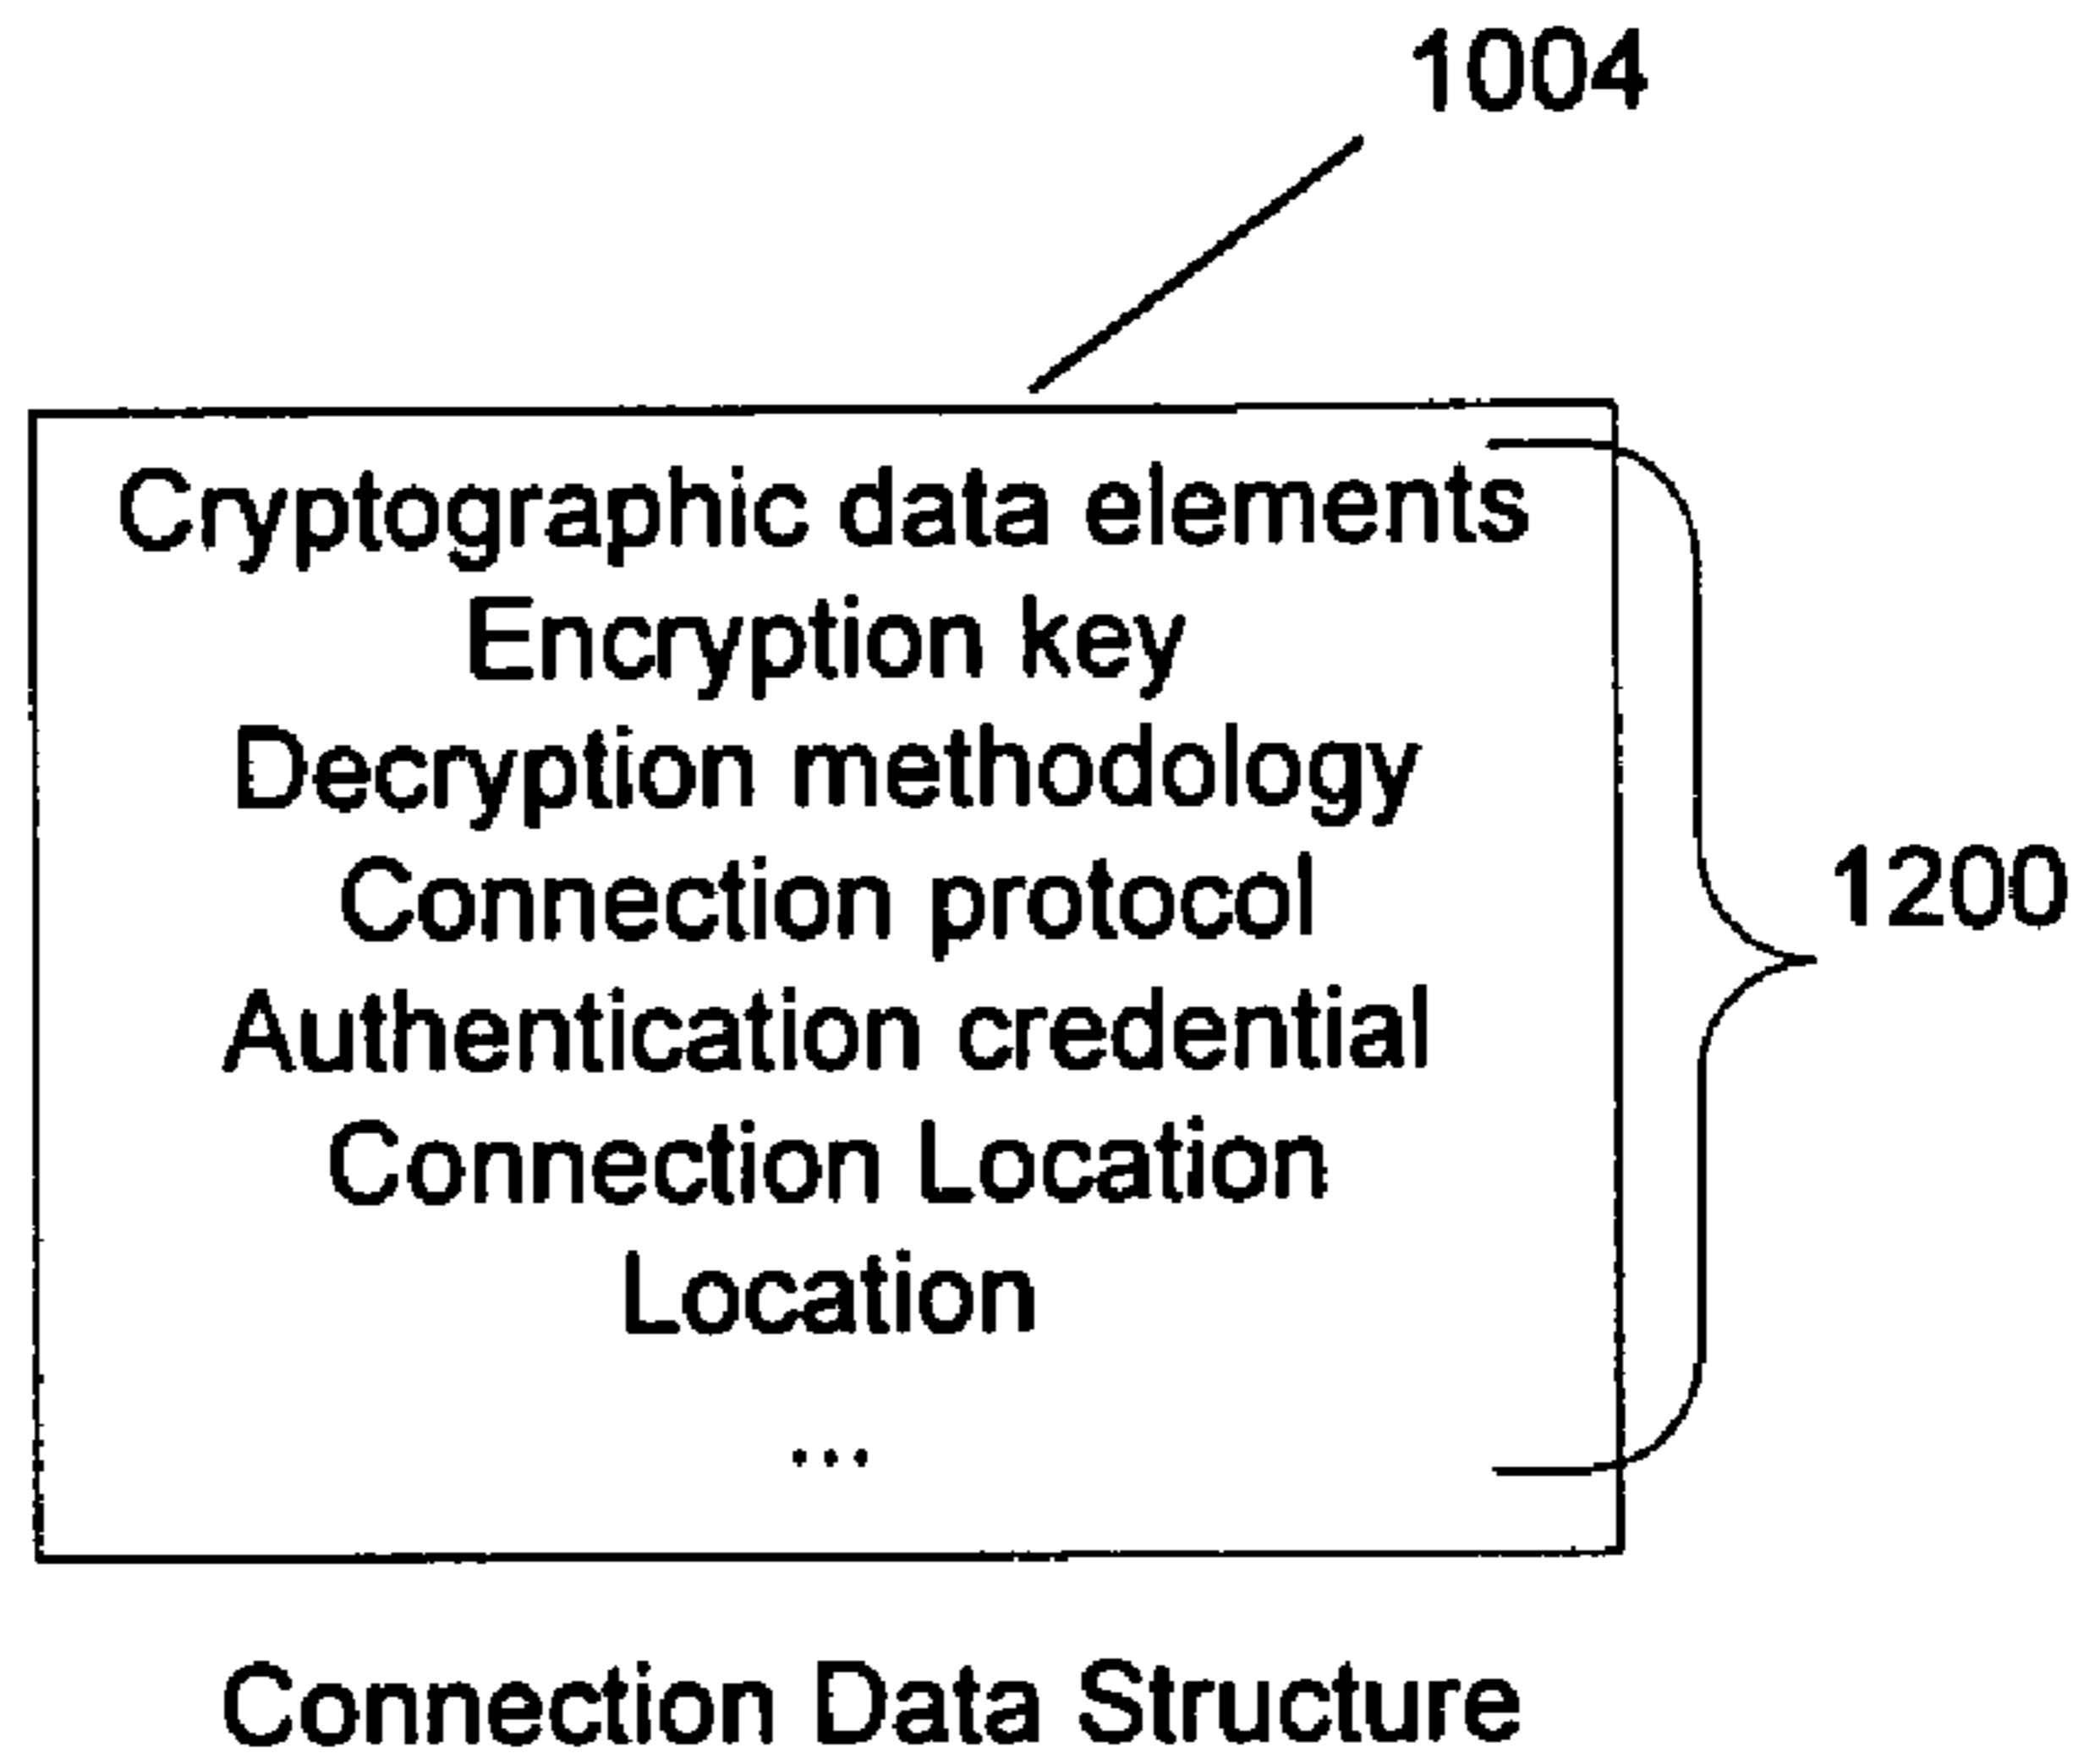 1004
Cryptographic data elements
Encryption key
Decryption methodology
Connection protocol
1200
Authentication credential
Connection Location
Location
...
Connection Data Structure